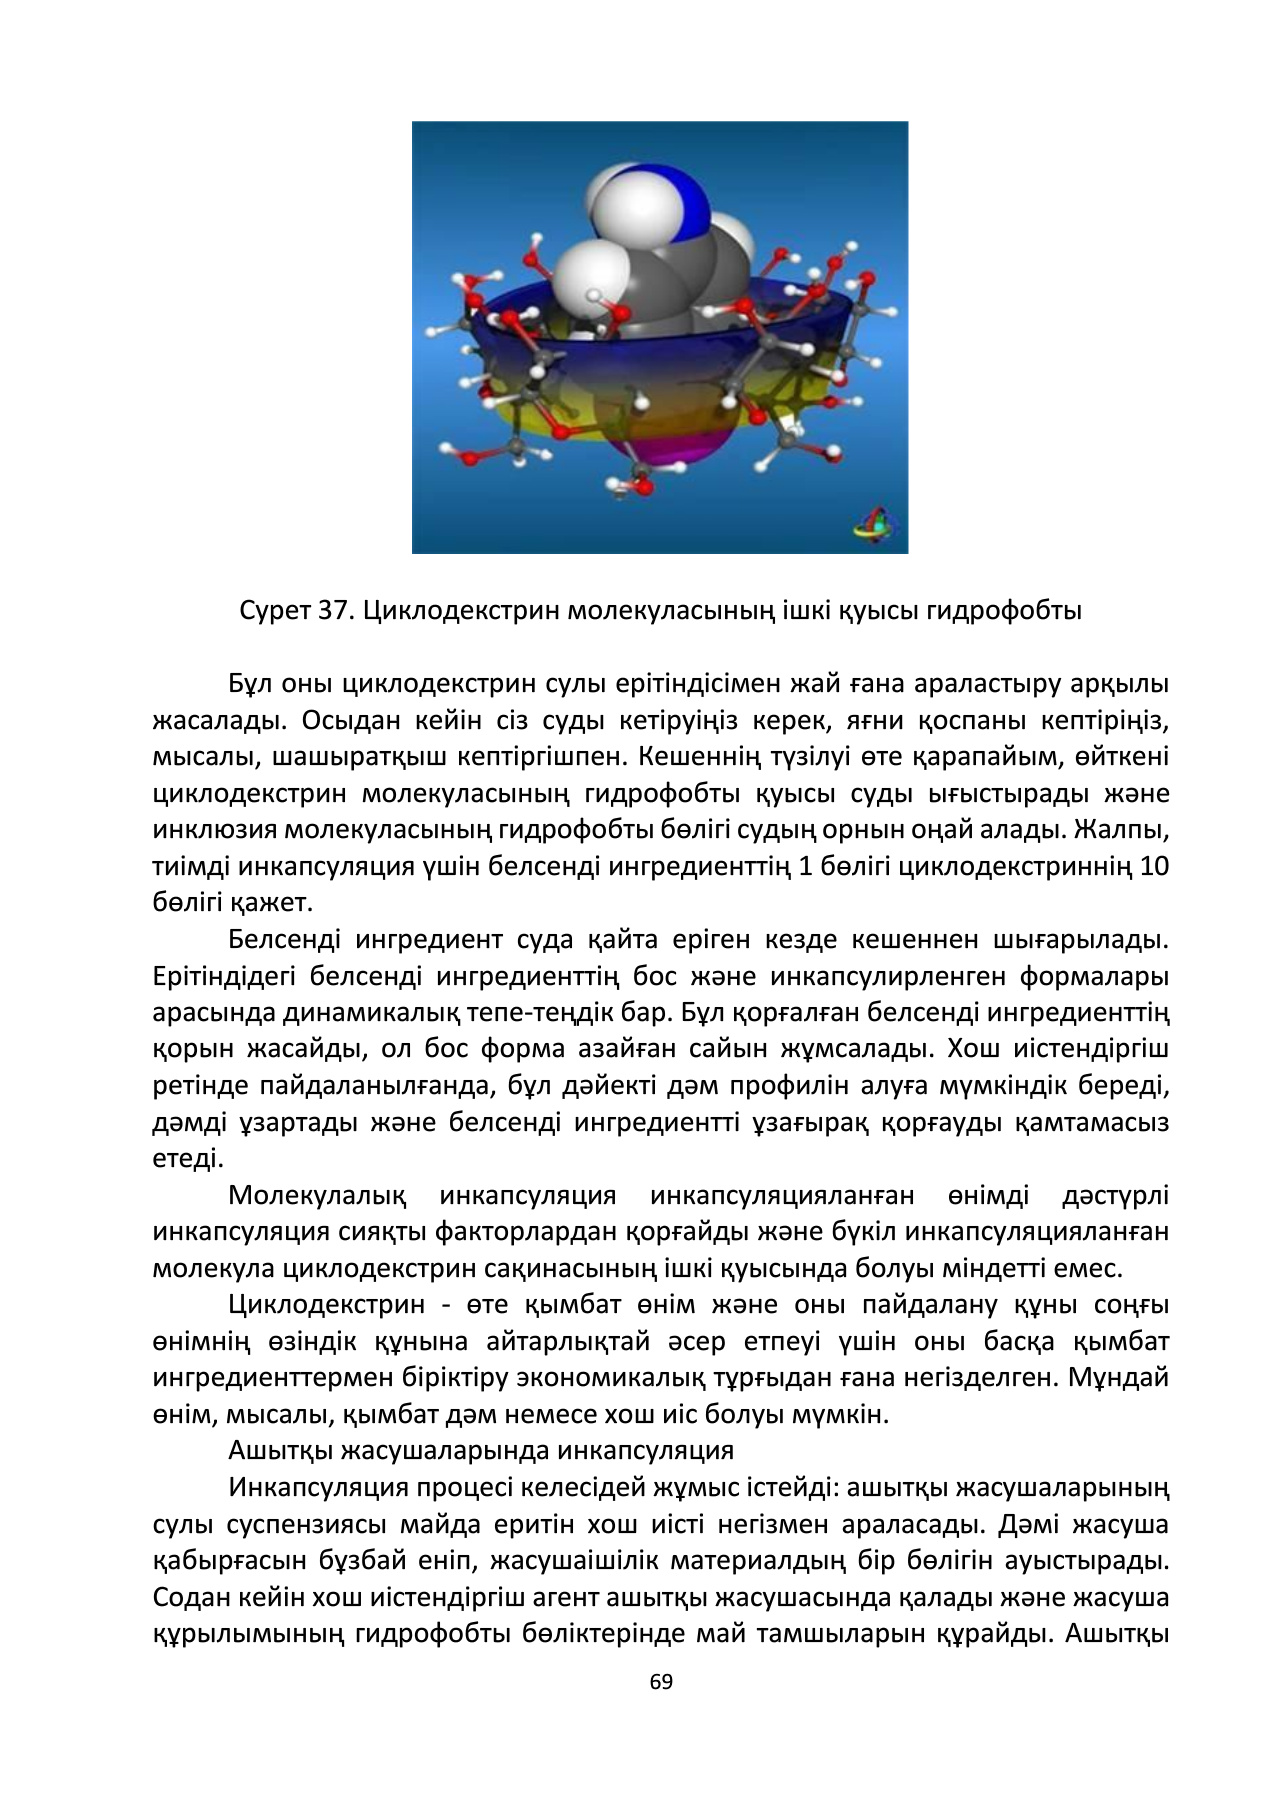 Сурет 37. Циклодекстрин молекуласының ішкі қуысы гидрофобты
Бұл оны циклодекстрин сулы ерітіндісімен жай ғана араластыру арқылы
жасалады. Осыдан кейін сіз суды кетіруіңіз керек, яғни қоспаны кептіріңіз,
мысалы, шашыратқыш кептіргішпен. Кешеннің түзілуі өте қарапайым, өйткені
циклодекстрин молекуласының гидрофобты қуысы суды ығыстырады және
инклюзия молекуласының гидрофобты бөлігі судың орнын оңай алады. Жалпы,
тиімді инкапсуляция үшін белсенді ингредиенттің 1 бөлігі циклодекстриннің 10
бөлігі қажет.
Белсенді ингредиент суда қайта еріген кезде кешеннен шығарылады.
Ерітіндідегі белсенді ингредиенттің бос және инкапсулирленген формалары
арасында динамикалық тепе-теңдік бар. Бұл қорғалған белсенді ингредиенттің
қорын жасайды, ол бос форма азайған сайын жұмсалады. Хош иістендіргіш
ретінде пайдаланылғанда, бұл дәйекті дәм профилін алуға мүмкіндік береді,
дәмді ұзартады және белсенді ингредиентті ұзағырақ қорғауды қамтамасыз
етеді.
Молекулалық инкапсуляция инкапсуляцияланған өнімді дәстүрлі
инкапсуляция сияқты факторлардан қорғайды және бүкіл инкапсуляцияланған
молекула циклодекстрин сақинасының ішкі қуысында болуы міндетті емес.
Циклодекстрин - өте қымбат өнім және оны пайдалану құны соңғы
өнімнің өзіндік құнына айтарлықтай әсер етпеуі үшін оны басқа қымбат
ингредиенттермен біріктіру экономикалық тұрғыдан ғана негізделген. Мұндай
өнім, мысалы, қымбат дәм немесе хош иіс болуы мүмкін.
Ашытқы жасушаларында инкапсуляция
Инкапсуляция процесі келесідей жұмыс істейді: ашытқы жасушаларының
сулы суспензиясы майда еритін хош иісті негізмен араласады. Дәмі жасуша
қабырғасын бұзбай еніп, жасушаішілік материалдың бір бөлігін ауыстырады.
Содан кейін хош иістендіргіш агент ашытқы жасушасында қалады және жасуша
құрылымының гидрофобты бөліктерінде май тамшыларын құрайды. Ашытқы
69